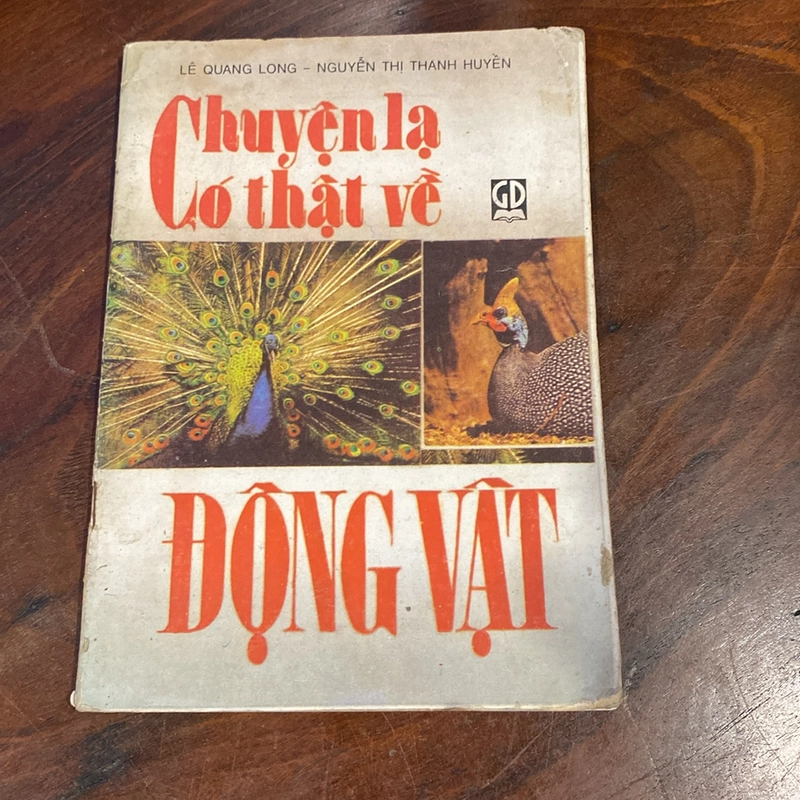 LÊ QUANG LONG – NGUYỄN THỊ THANH HUYỀN
Chuyện lạ
Có thật về
GD
ĐỘNG VẬT